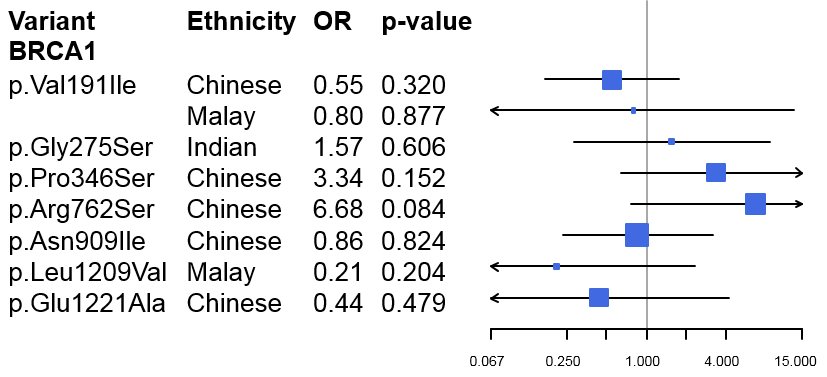 Variant Ethnicity OR p-value
BRCA1
p.Val191Ile Chinese 0.55 0.320
Malay 0.80 0.877
p.Gly275Ser Indian 1.57 0.606
p.Pro346Ser Chinese 3.34 0.152
p.Arg762Ser Chinese 6.68 0.084
p.Asn909Ile Chinese 0.86 0.824
p.Leu1209Val Malay 0.21 0.204
p.Glu1221Ala Chinese 0.44 0.479
0.067 0.250 1.000 4.000 15.000